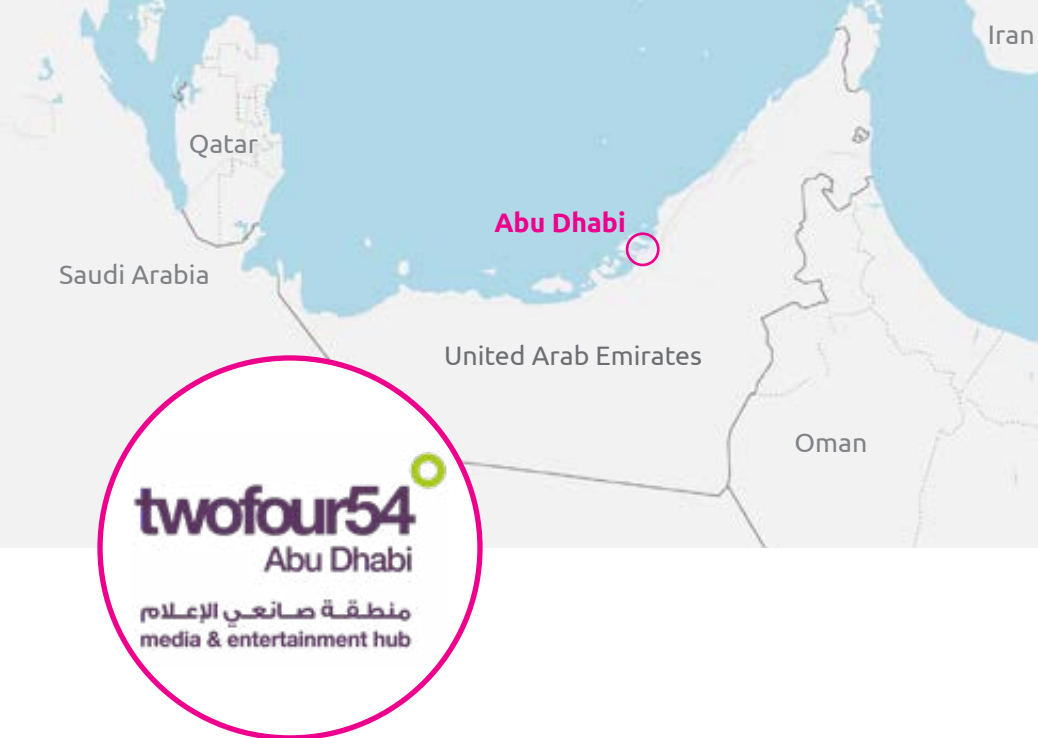 Iran
Qatar
Abu Dhabi
Saudi Arabia
United Arab Emirates
Oman
twofour54
Abu Dhabi
منطقة صانعي الإعلام
media & entertainment hub